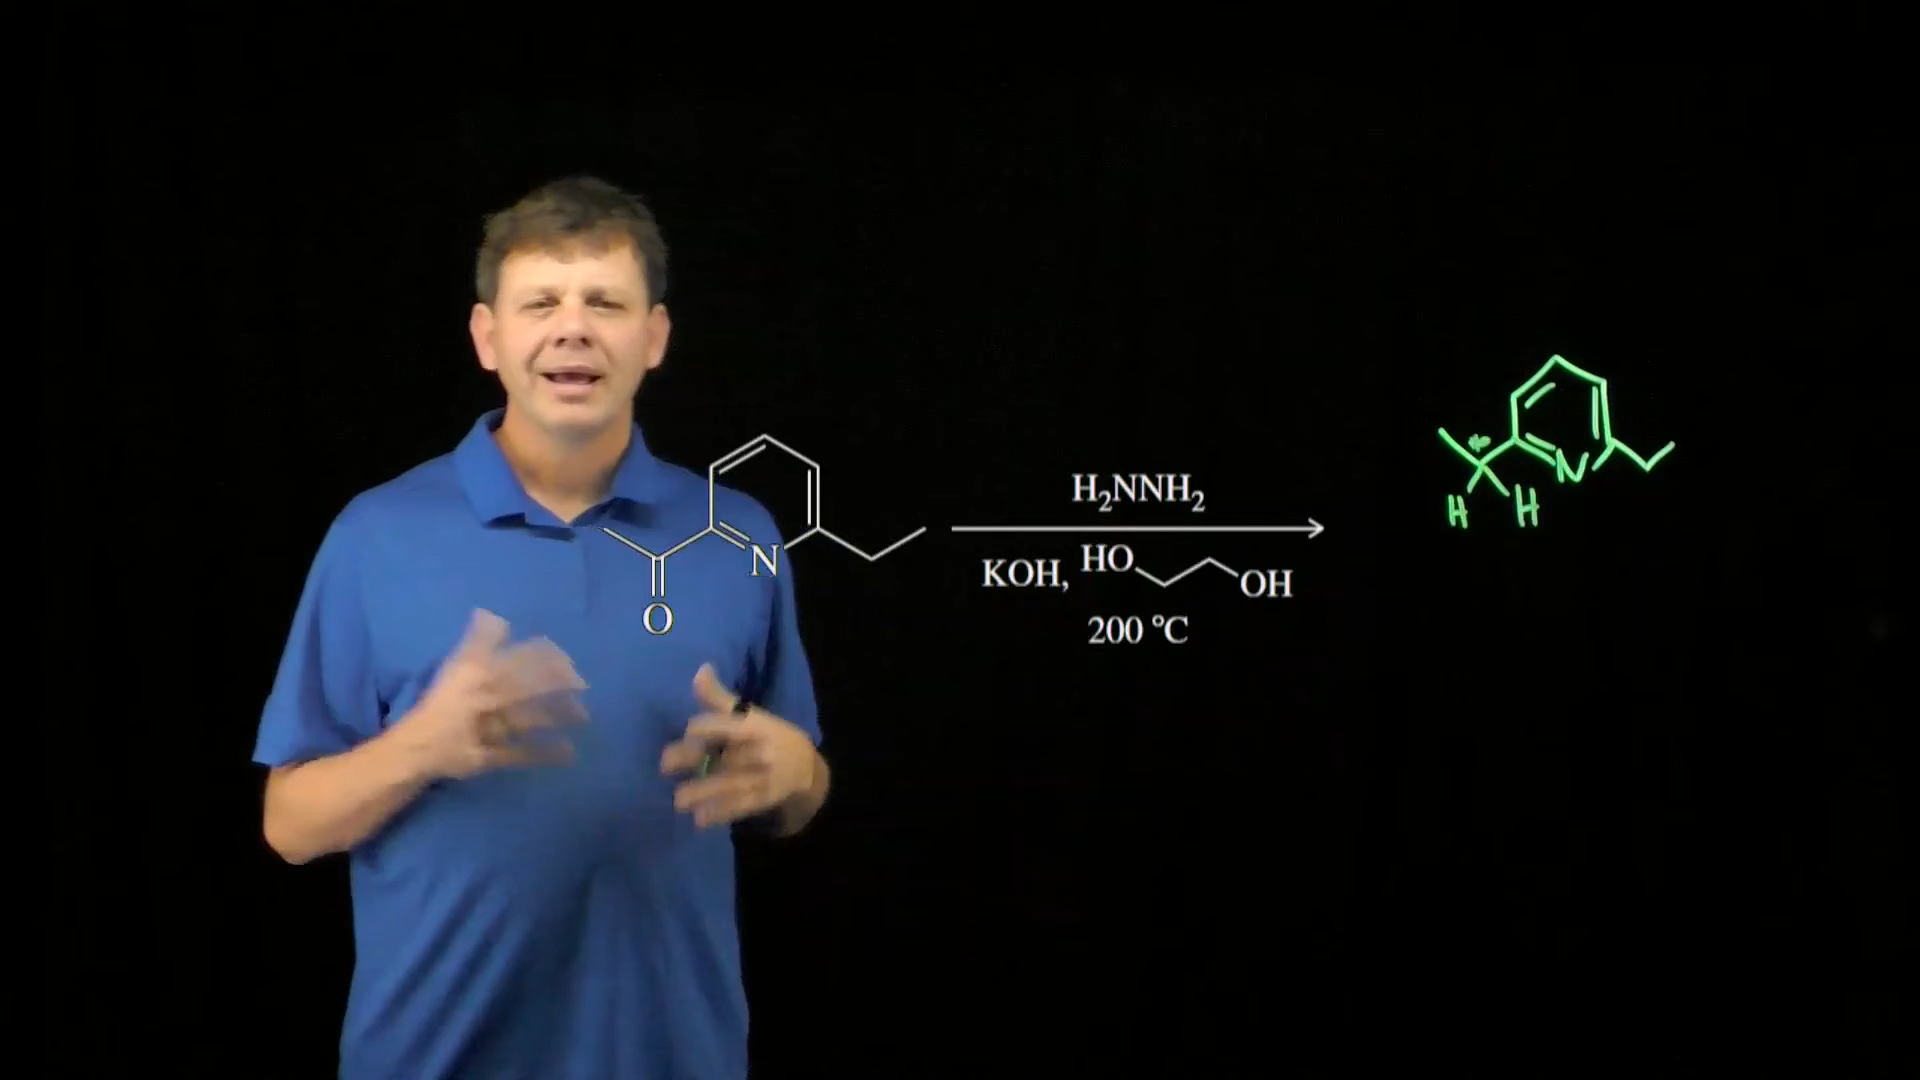 N
O
H₂NNH₂
KOH, HO OH
200 °C
N
H H